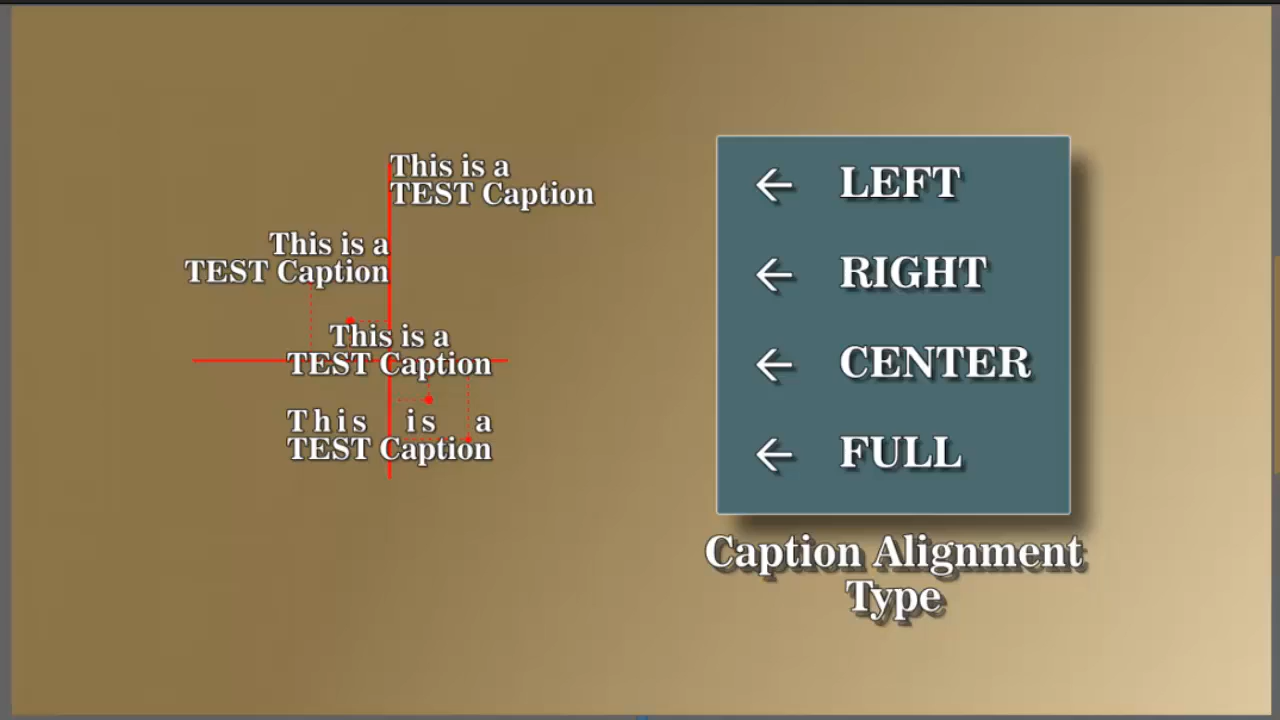 This is a
TEST Caption
This is a
TEST Caption
This is a
TEST Caption
This is a
TEST Caption
← LEFT
← RIGHT
← CENTER
← FULL
Caption Alignment
Type